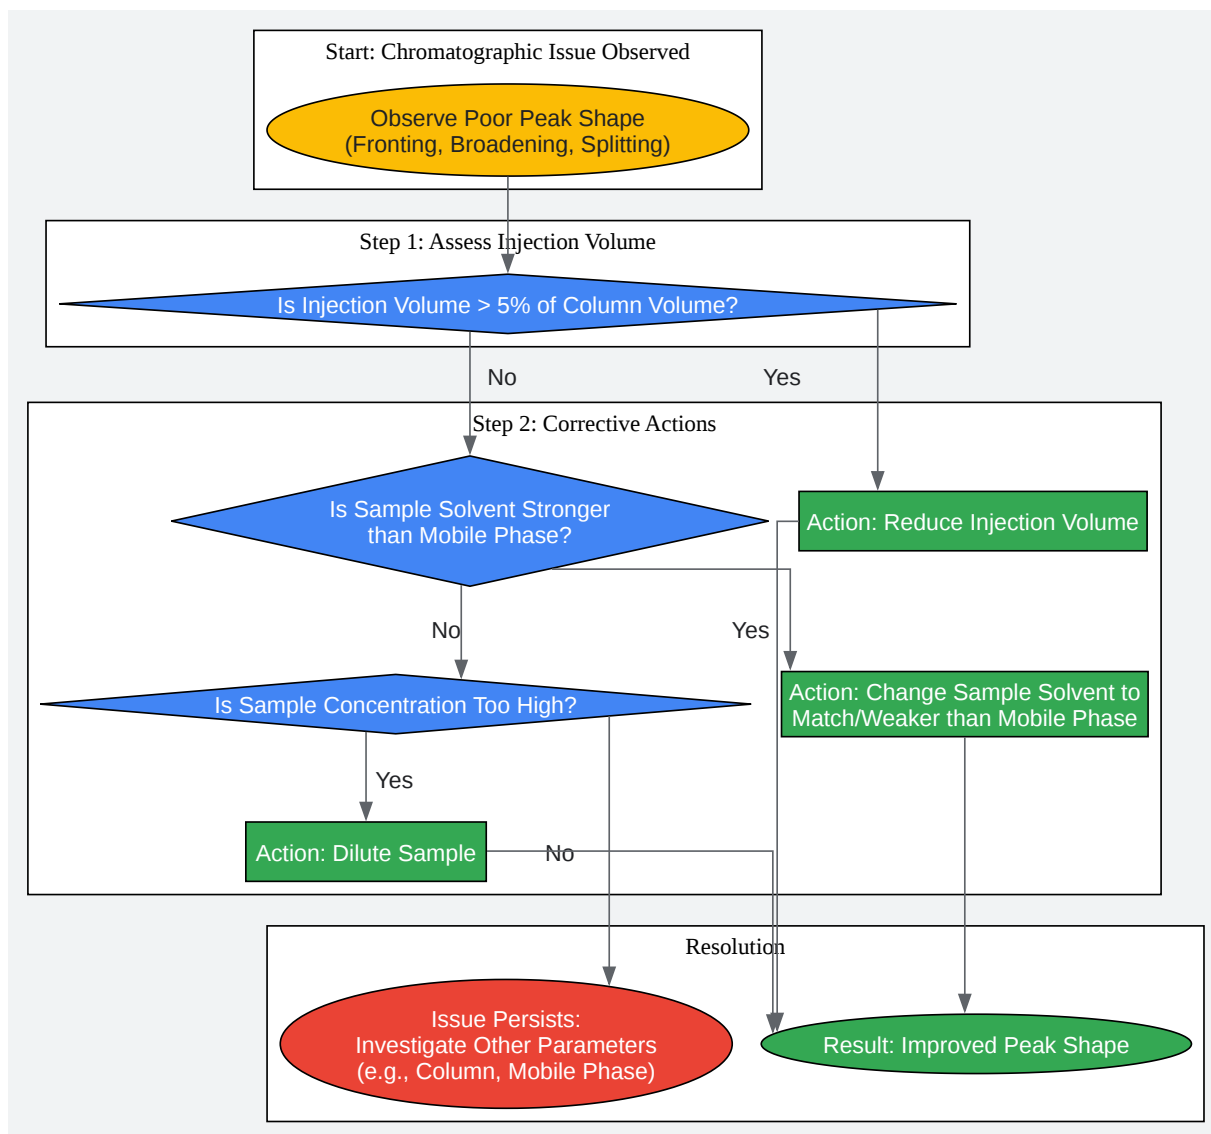 Start: Chromatographic Issue Observed
Observe Poor Peak Shape
(Fronting, Broadening, Splitting)
Step 1: Assess Injection Volume
Is Injection Volume > 5% of Column Volume?
No
Yes
Step 2: Corrective Actions
Is Sample Solvent Stronger
than Mobile Phase?
Action: Reduce Injection Volume
No
Yes
Is Sample Concentration Too High?
Action: Change Sample Solvent to
Match/Weaker than Mobile Phase
Yes
Action: Dilute Sample
No
Resolution
Issue Persists:
Investigate Other Parameters
(e.g., Column, Mobile Phase)
Result: Improved Peak Shape